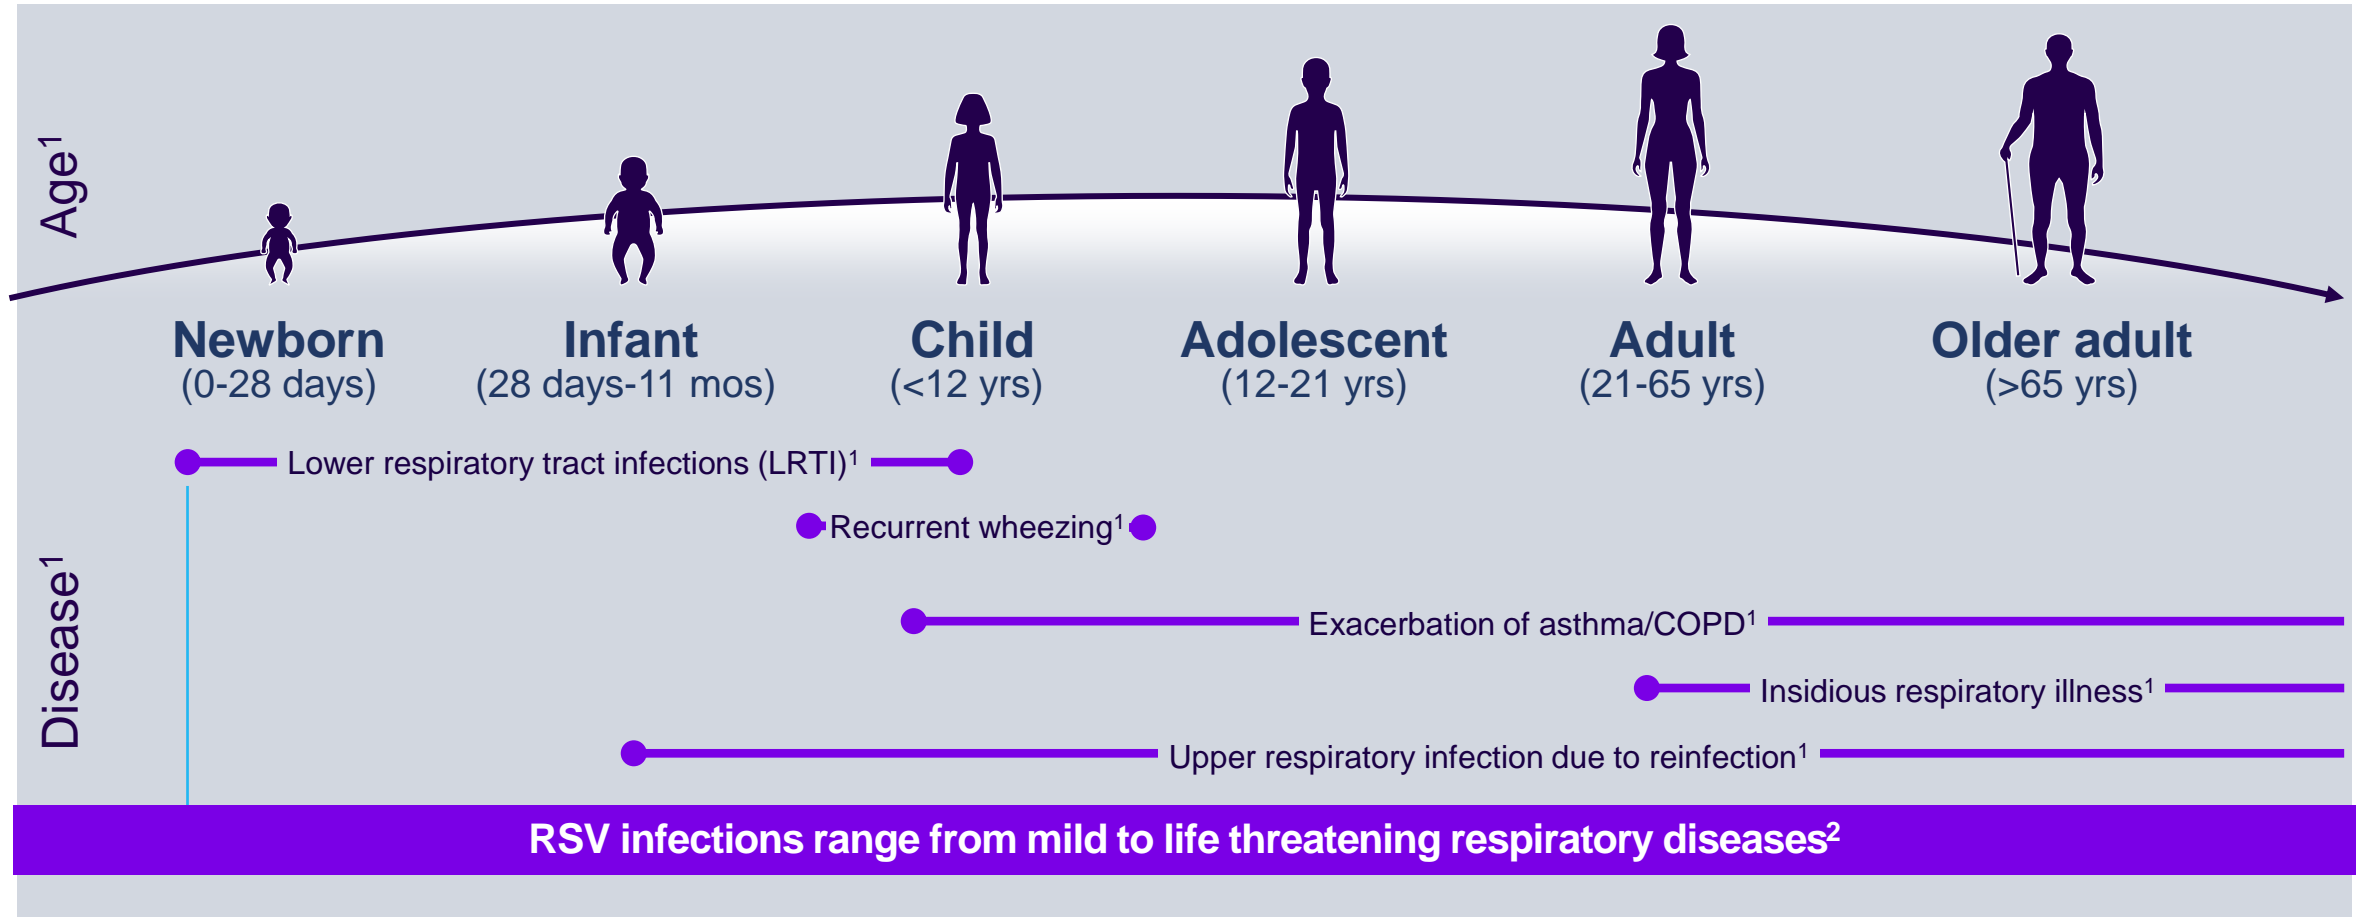 Age¹
Newborn
(0-28 days)
Infant
(28 days-11 mos)
Child
(<12 yrs)
Adolescent
(12-21 yrs)
Adult
(21-65 yrs)
Older adult
(>65 yrs)
Disease¹
Lower respiratory tract infections (LRTI)¹
Recurrent wheezing¹
Exacerbation of asthma/COPD¹
Insidious respiratory illness¹
Upper respiratory infection due to reinfection¹
RSV infections range from mild to life threatening respiratory diseases²